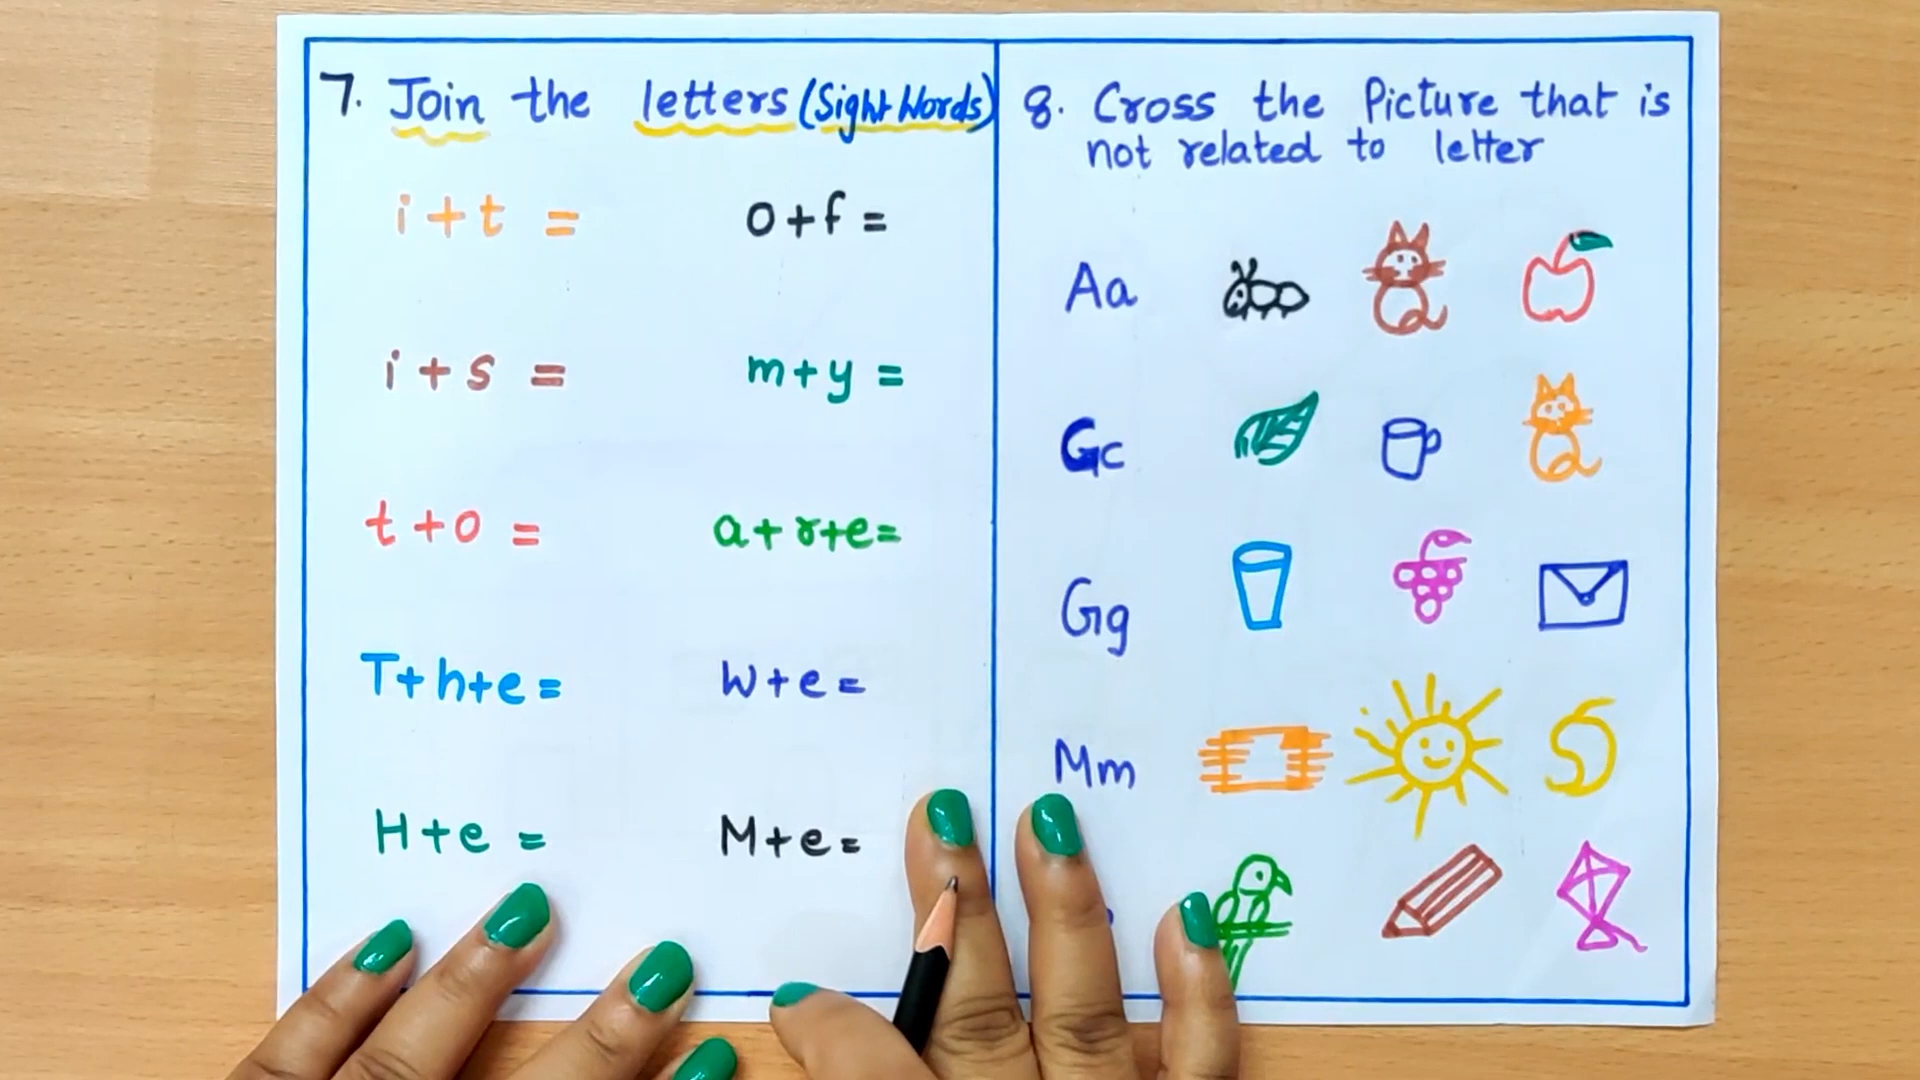 7. Join the letters (Sight Words)
i + t =
o + f =
i + s =
m + y =
t + o =
a + r + e =
T + h + e =
W + e =
H + e =
M + e =
8. Cross the Picture that is
not related to letter
Aa
Gc
Gg
Mm